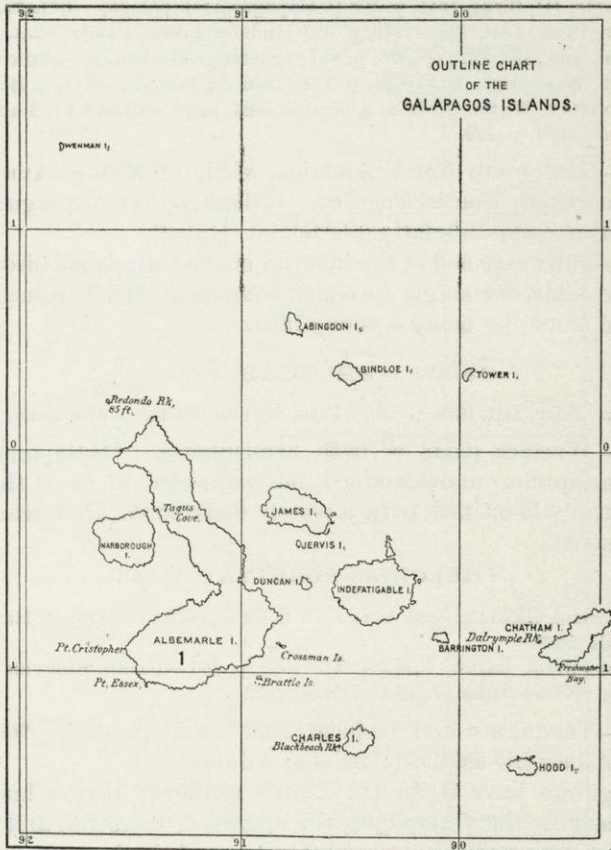 92
91
90
OUTLINE CHART
OF THE
GALAPAGOS ISLANDS.
WENMAN I.
1
1
ABINGDON I.
BINDLOE I.
TOWER I.
Redondo Rk,
85 ft.
0
0
Tagus
Cove.
JAMES I.
NARBOROUGH
I.
JERVIS I.
DUNCAN I.
INDEFATIGABLE I.
CHATHAM I.
Dalrymple Rk.
BARRINGTON I.
ALBEMARLE I.
1
Pt. Cristopher
Crossman Is.
Freshwater
Bay.
1
Pt. Essex.
Brattle Is.
CHARLES I.
Blackbeach Rd.
HOOD I.
92
91
90